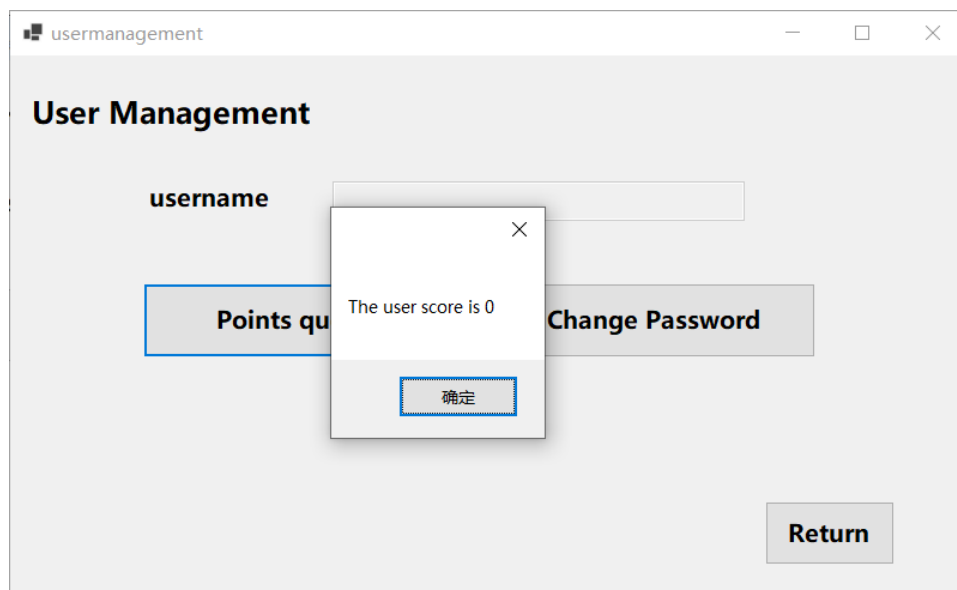 usermanagement
User Management
username
The user score is 0
Points qu
Change Password
确定
Return